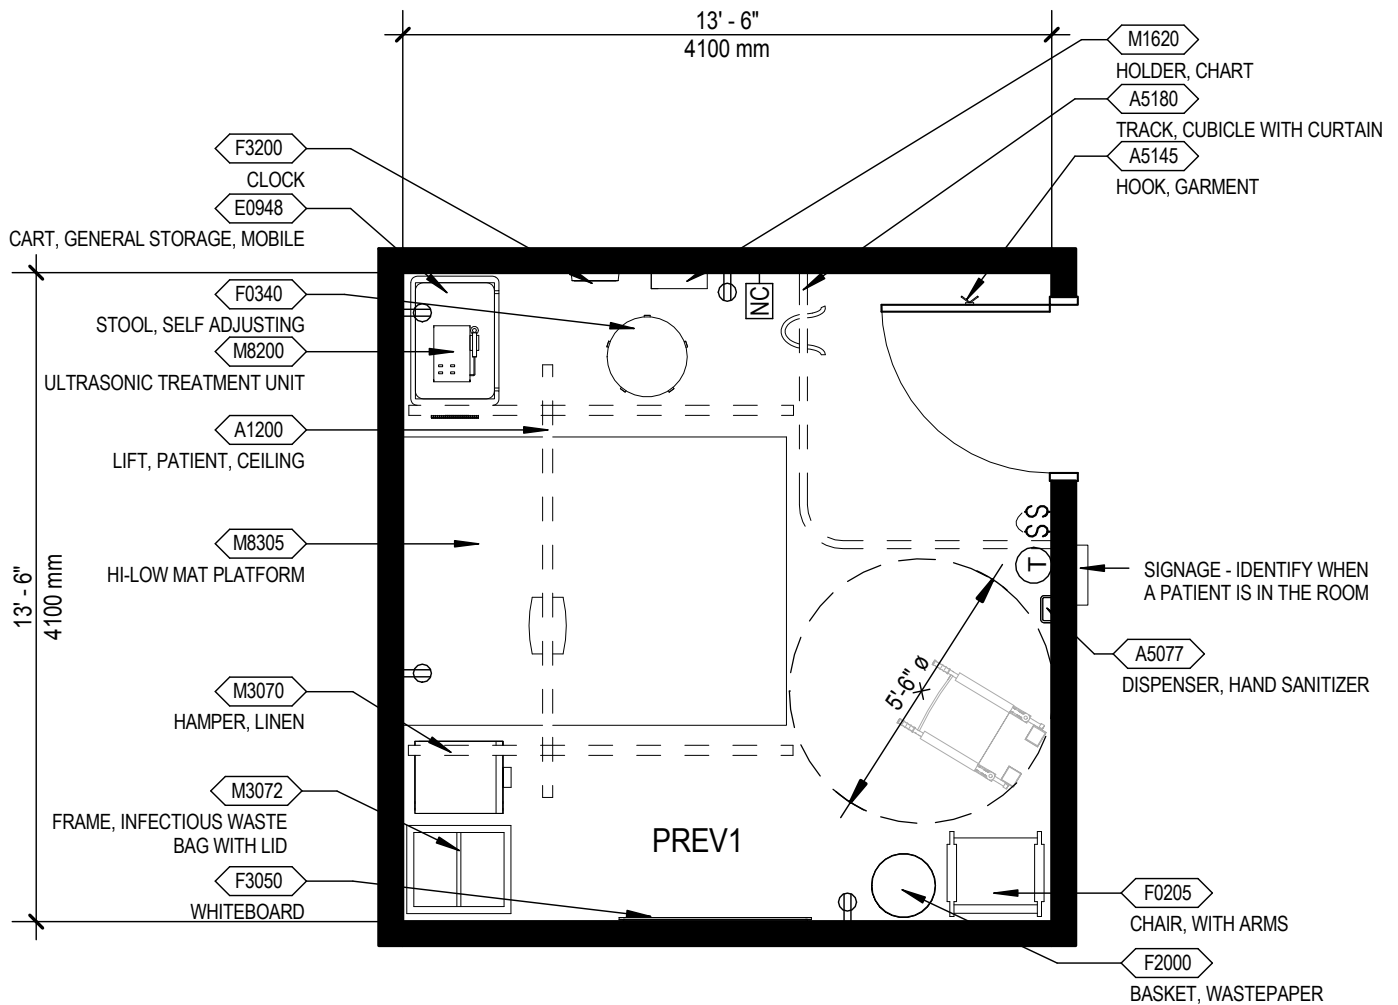 13' - 6"
4100 mm
M1620
HOLDER, CHART
A5180
TRACK, CUBICLE WITH CURTAIN
A5145
HOOK, GARMENT
F3200
CLOCK
E0948
CART, GENERAL STORAGE, MOBILE
F0340
STOOL, SELF ADJUSTING
M8200
ULTRASONIC TREATMENT UNIT
A1200
LIFT, PATIENT, CEILING
M8305
HI-LOW MAT PLATFORM
13' - 6"
4100 mm
M3070
HAMPER, LINEN
M3072
FRAME, INFECTIOUS WASTE
BAG WITH LID
F3050
WHITEBOARD
NC
SS
T
SIGNAGE - IDENTIFY WHEN
A PATIENT IS IN THE ROOM
A5077
DISPENSER, HAND SANITIZER
5'-6" ø
PREV1
F0205
CHAIR, WITH ARMS
F2000
BASKET, WASTEPAPER